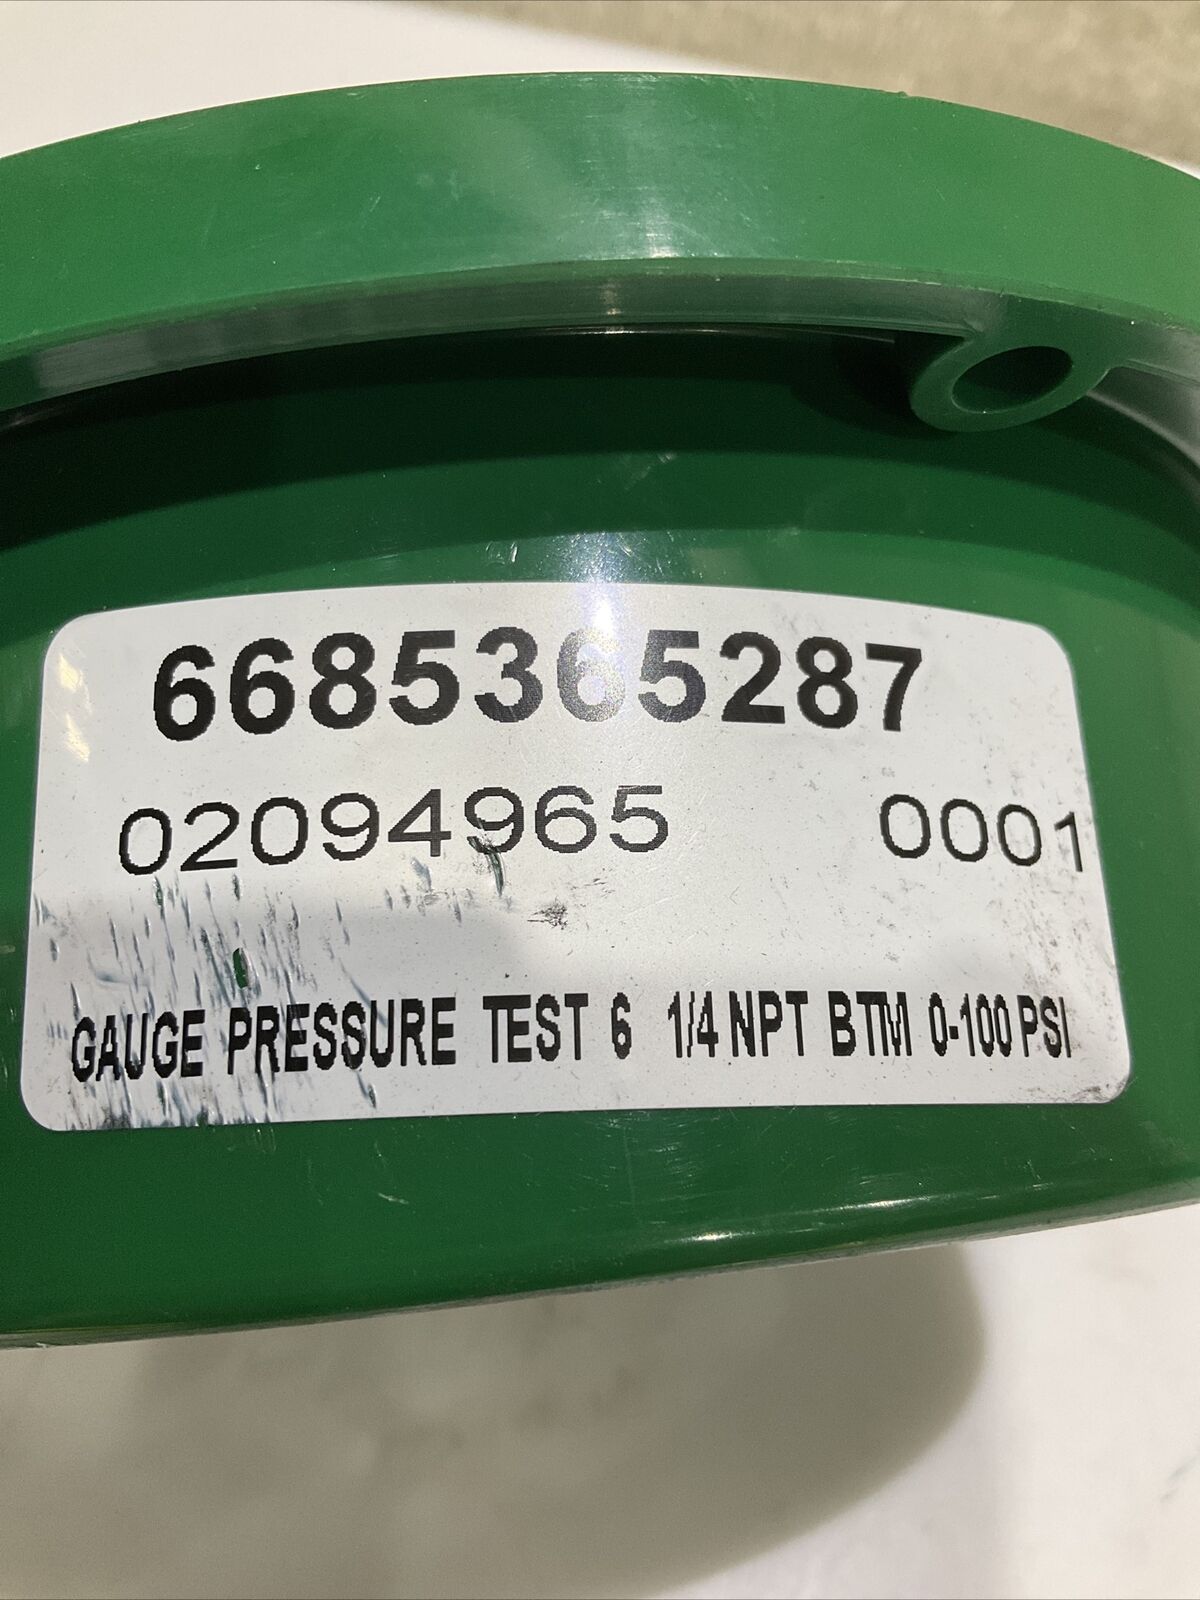 6685365287
02094965 0001
GAUGE PRESSURE TEST 6 1/4 NPT BTM 0-100 PSI